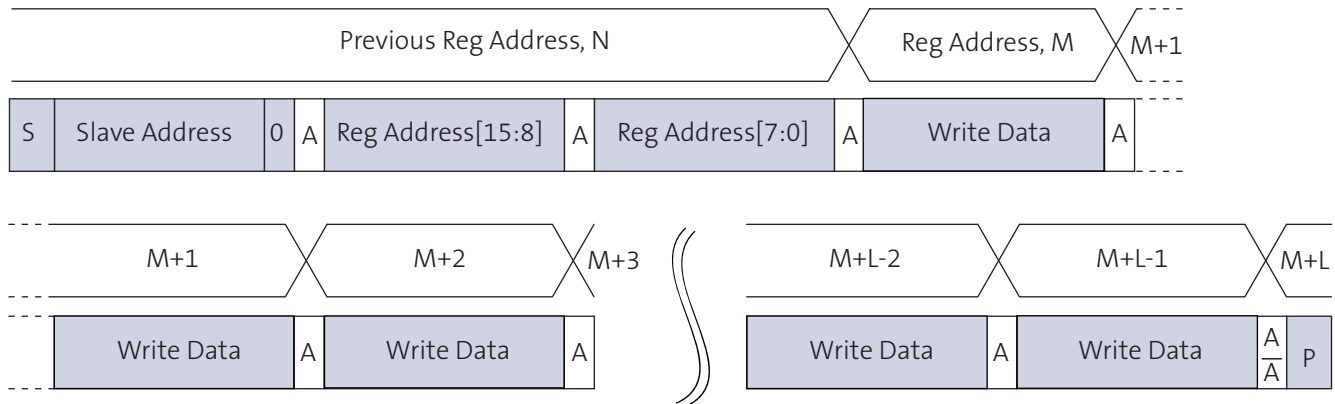 Previous Reg Address, N Reg Address, M M+1
S Slave Address 0 A Reg Address[15:8] A Reg Address[7:0] A Write Data A
M+1 M+2 M+3 M+L-2 M+L-1 M+L
Write Data A Write Data A Write Data A Write Data A/A̅ P